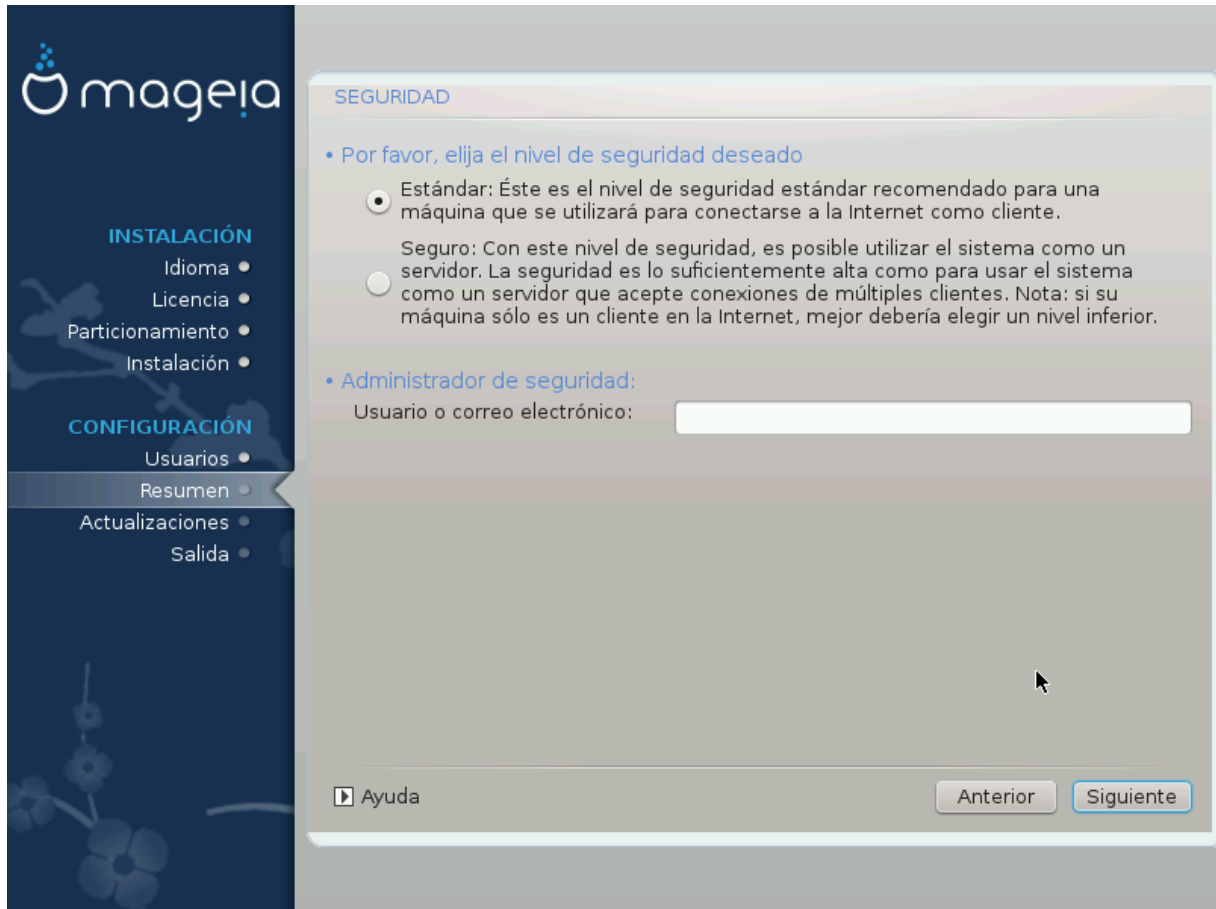 mageia
INSTALACIÓN
Idioma
Licencia
Particionamiento
Instalación
CONFIGURACIÓN
Usuarios
Resumen
Actualizaciones
Salida
SEGURIDAD
• Por favor, elija el nivel de seguridad deseado
Estándar: Éste es el nivel de seguridad estándar recomendado para una
máquina que se utilizará para conectarse a la Internet como cliente.
Seguro: Con este nivel de seguridad, es posible utilizar el sistema como un
servidor. La seguridad es lo suficientemente alta como para usar el sistema
como un servidor que acepte conexiones de múltiples clientes. Nota: si su
máquina sólo es un cliente en la Internet, mejor debería elegir un nivel inferior.
• Administrador de seguridad:
Usuario o correo electrónico:
Ayuda
Anterior
Siguiente